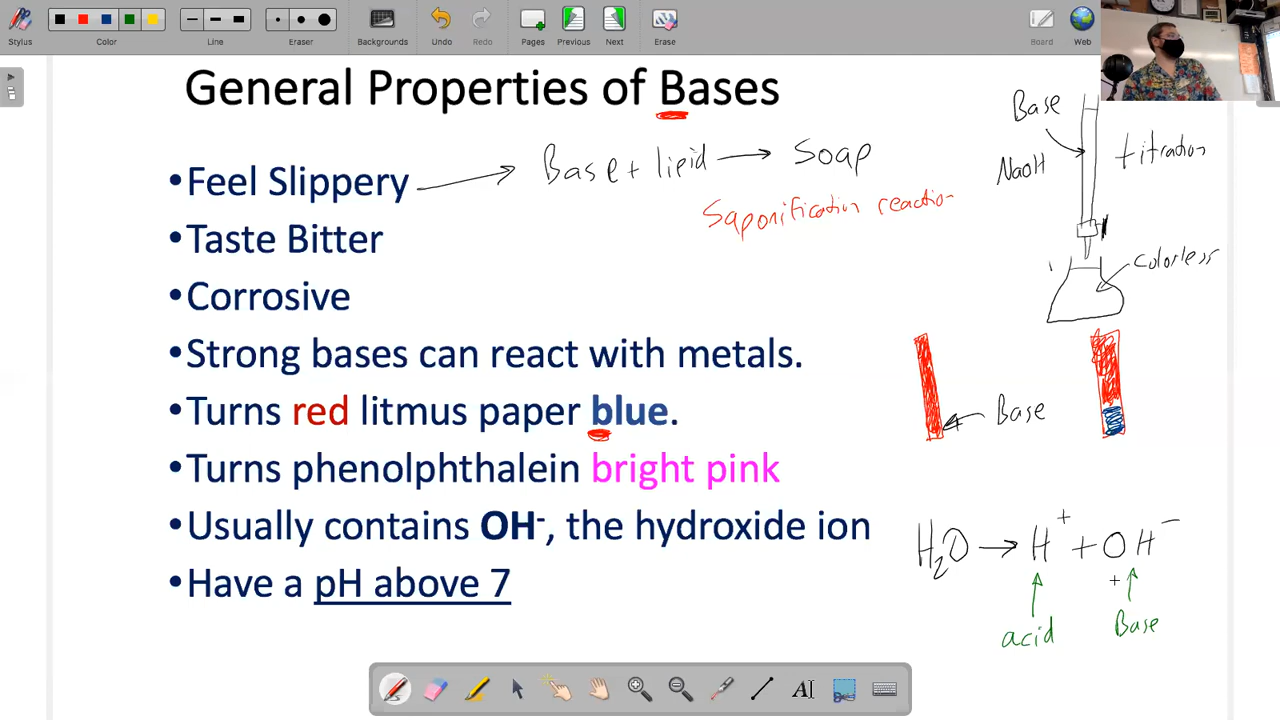 Stylus
Color
Line
Eraser
Backgrounds
Undo
Redo
Pages
Previous
Next
Erase
Board
Web
General Properties of Bases
•Feel Slippery
Base + lipid → Soap
Saponification reaction
•Taste Bitter
•Corrosive
•Strong bases can react with metals.
•Turns red litmus paper blue.
•Turns phenolphthalein bright pink
•Usually contains OH⁻, the hydroxide ion
•Have a pH above 7
Base
NaOH
titration
colorless
Base
H₂O → H⁺ + OH⁻
acid
Base
A